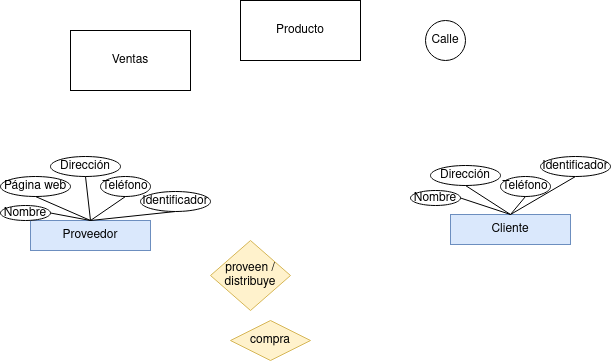 Producto
Calle
Ventas
Dirección
Página web
Teléfono
Identificador
Nombre
Proveedor
Identificador
Dirección
Teléfono
Nombre
Cliente
proveen /
distribuye
compra